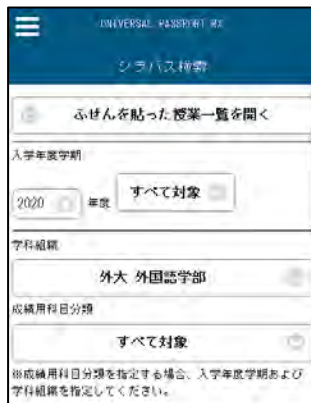 UNIVERSAL PASSPORT RX
シラバス検索
ふせんを貼った授業一覧を開く
入学年度学期
2020 年度 すべて対象
学科組織
外大 外国語学部
成績用科目分類
すべて対象
※成績用科目分類を指定する場合、入学年度学期および
学科組織を指定してください。